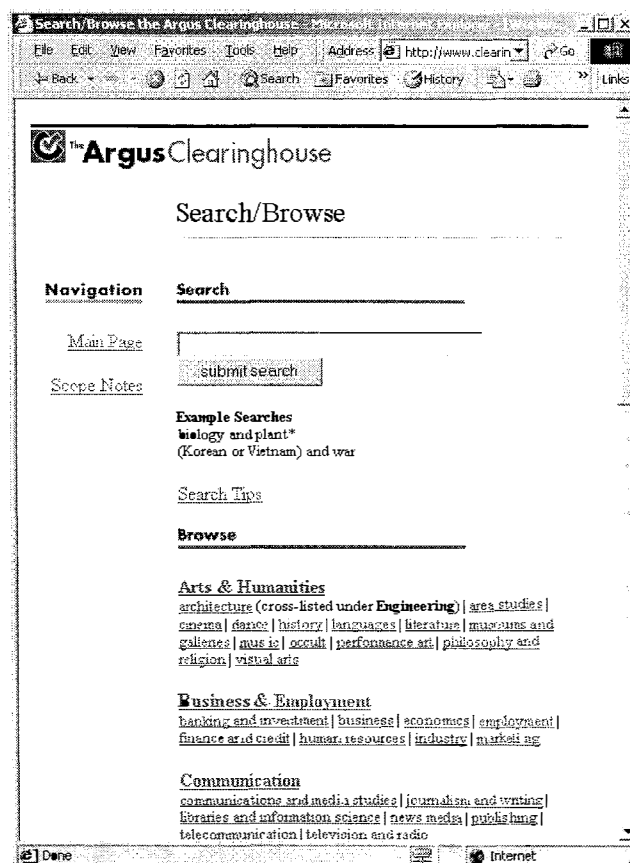 Search/Browse the Argus Clearinghouse - Microsoft Internet
File Edit View Favorites Tools Help Address http://www.clearin Go
Back Search Favorites History » Links
The Argus Clearinghouse
Search/Browse
Navigation
Main Page
Scope Notes
Search
submit search
Example Searches
biology and plant*
(Korean or Vietnam) and war
Search Tips
Browse
Arts & Humanities
architecture (cross-listed under Engineering) | area studies |
cinema | dance | history | languages | literature | museums and
galleries | music | occult | performance art | philosophy and
religion | visual arts
Business & Employment
banking and investment | business | economics | employment |
finance and credit | human resources | industry | marketing
Communication
communications and media studies | journalism and writing |
libraries and information science | news media | publishing |
telecommunication | television and radio
Done Internet